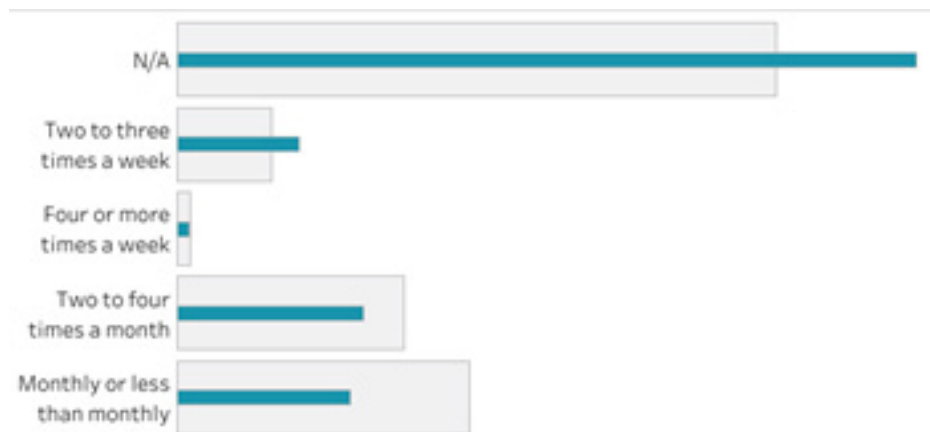 N/A
Two to three
times a week
Four or more
times a week
Two to four
times a month
Monthly or less
than monthly